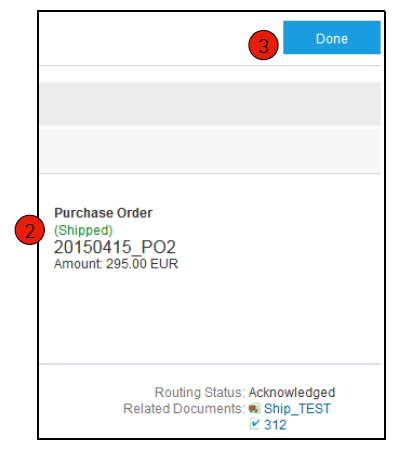 3
Done
Purchase Order
2
(Shipped)
20150415_PO2
Amount: 295.00 EUR
Routing Status: Acknowledged
Related Documents: Ship_TEST
312